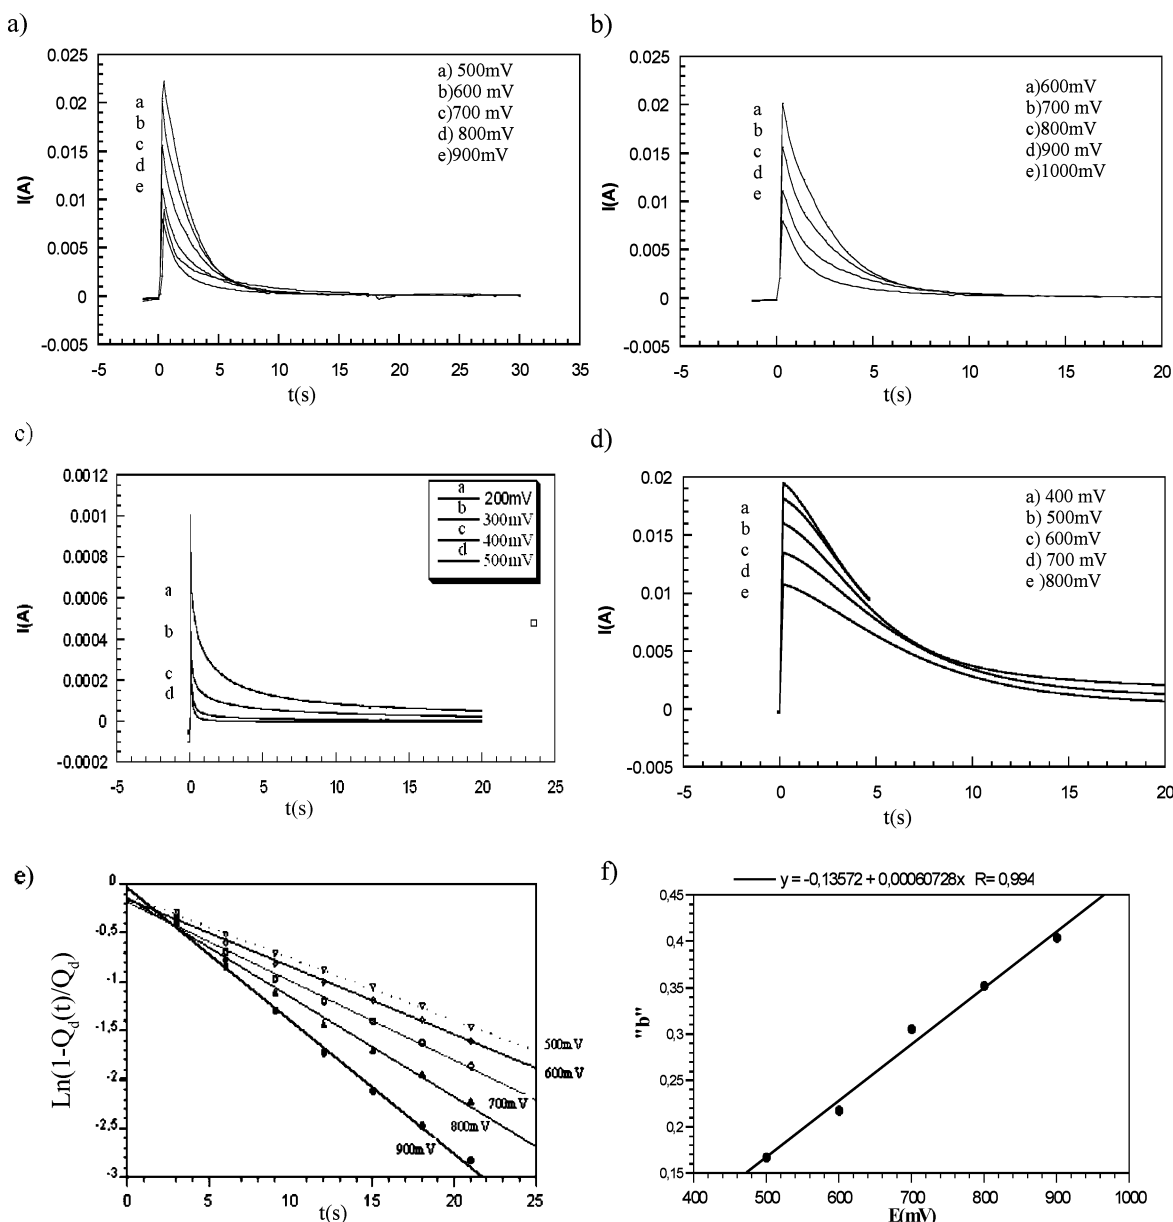 a)
0.025
0.02
0.015
0.01
0.005
0
-0.005
I(A)
a
b
c
d
e
a) 500mV
b)600 mV
c)700 mV
d) 800mV
e)900mV
-5 0 5 10 15 20 25 30 35
t(s)
b)
0.025
0.02
0.015
0.01
0.005
0
-0.005
I(A)
a
b
c
d
e
a)600mV
b)700 mV
c)800mV
d)900 mV
e)1000mV
-5 0 5 10 15 20
t(s)
c)
0.0012
0.001
0.0008
0.0006
0.0004
0.0002
0
-0.0002
I(A)
a
b
c
d
a 200mV
b 300mV
c 400mV
d 500mV
-5 0 5 10 15 20 25
t(s)
d)
0.02
0.015
0.01
0.005
0
-0.005
I(A)
a
b
c
d
e
a) 400 mV
b) 500mV
c) 600mV
d) 700 mV
e )800mV
-5 0 5 10 15 20
t(s)
e)
0
-0.5
-1
-1.5
-2
-2.5
-3
Ln(1-Qd(t)/Qd)
500mV
600mV
700mV
800mV
900mV
0 5 10 15 20 25
t(s)
f)
y = -0,13572 + 0,00060728x R= 0,994
0,45
0,4
0,35
0,3
0,25
0,2
0,15
"b"
400 500 600 700 800 900 1000
E(mV)